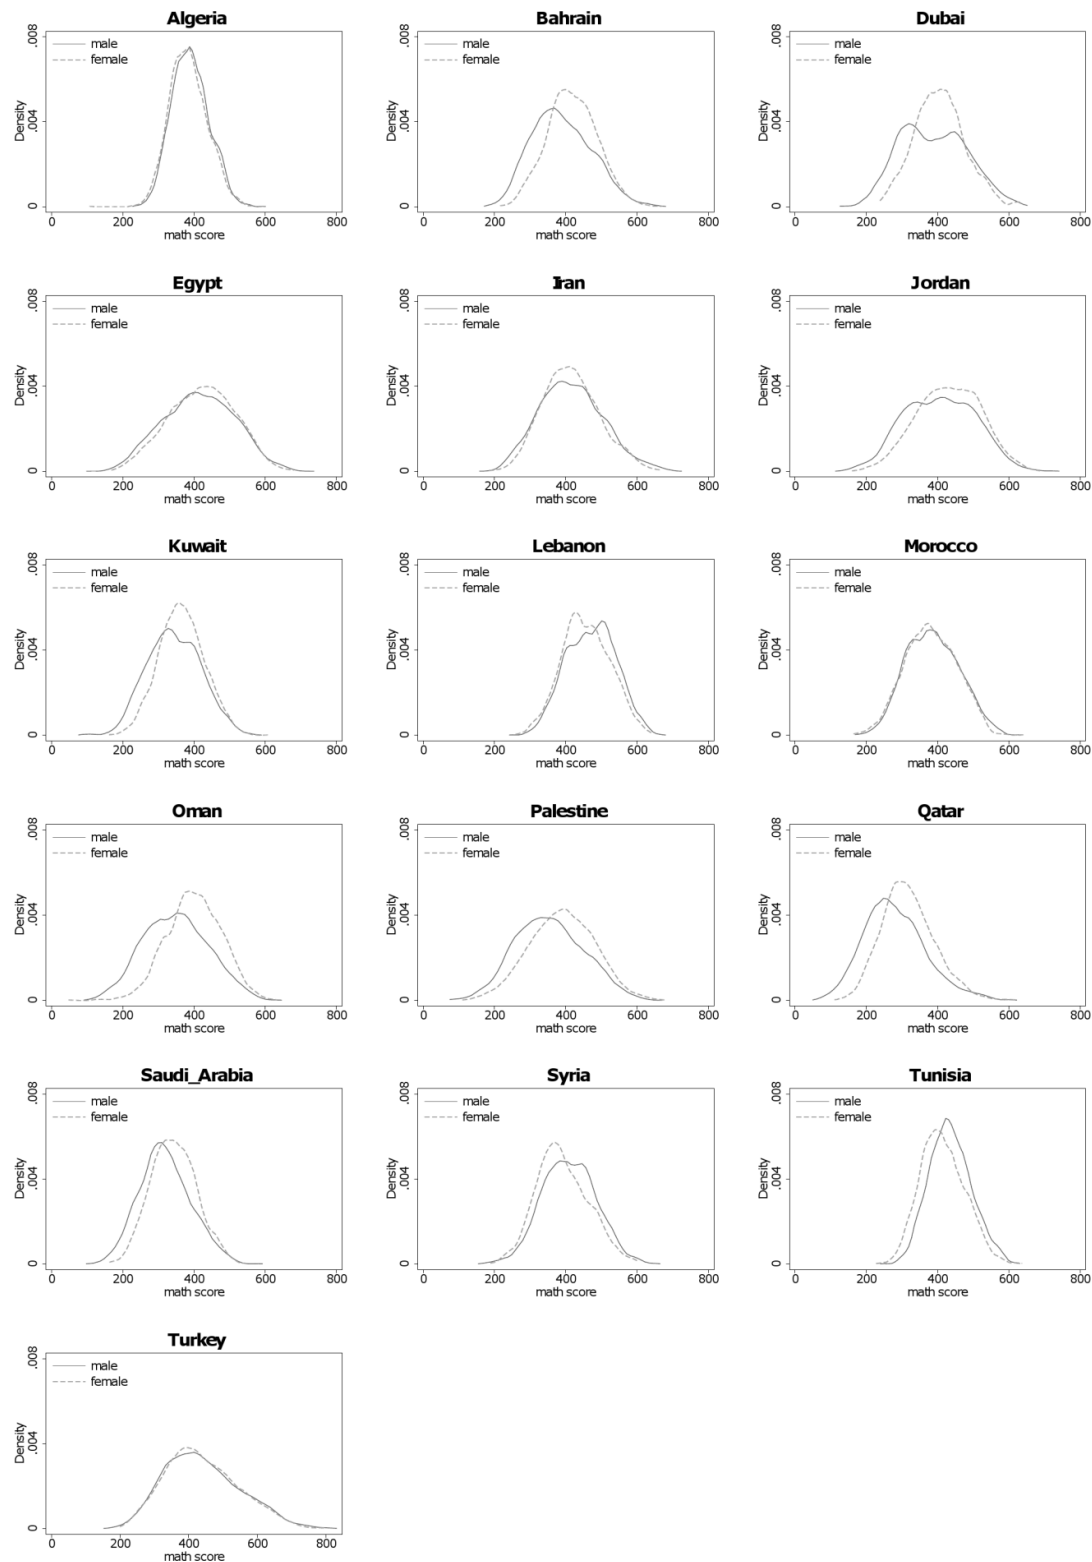 Algeria
.008
male
female
Density
.004
0
0 200 400 600 800
math score
Bahrain
.008
male
female
Density
.004
0
0 200 400 600 800
math score
Dubai
.008
male
female
Density
.004
0
0 200 400 600 800
math score
Egypt
.008
male
female
Density
.004
0
0 200 400 600 800
math score
Iran
.008
male
female
Density
.004
0
0 200 400 600 800
math score
Jordan
.008
male
female
Density
.004
0
0 200 400 600 800
math score
Kuwait
.008
male
female
Density
.004
0
0 200 400 600 800
math score
Lebanon
.008
male
female
Density
.004
0
0 200 400 600 800
math score
Morocco
.008
male
female
Density
.004
0
0 200 400 600 800
math score
Oman
.008
male
female
Density
.004
0
0 200 400 600 800
math score
Palestine
.008
male
female
Density
.004
0
0 200 400 600 800
math score
Qatar
.008
male
female
Density
.004
0
0 200 400 600 800
math score
Saudi_Arabia
.008
male
female
Density
.004
0
0 200 400 600 800
math score
Syria
.008
male
female
Density
.004
0
0 200 400 600 800
math score
Tunisia
.008
male
female
Density
.004
0
0 200 400 600 800
math score
Turkey
.008
male
female
Density
.004
0
0 200 400 600 800
math score